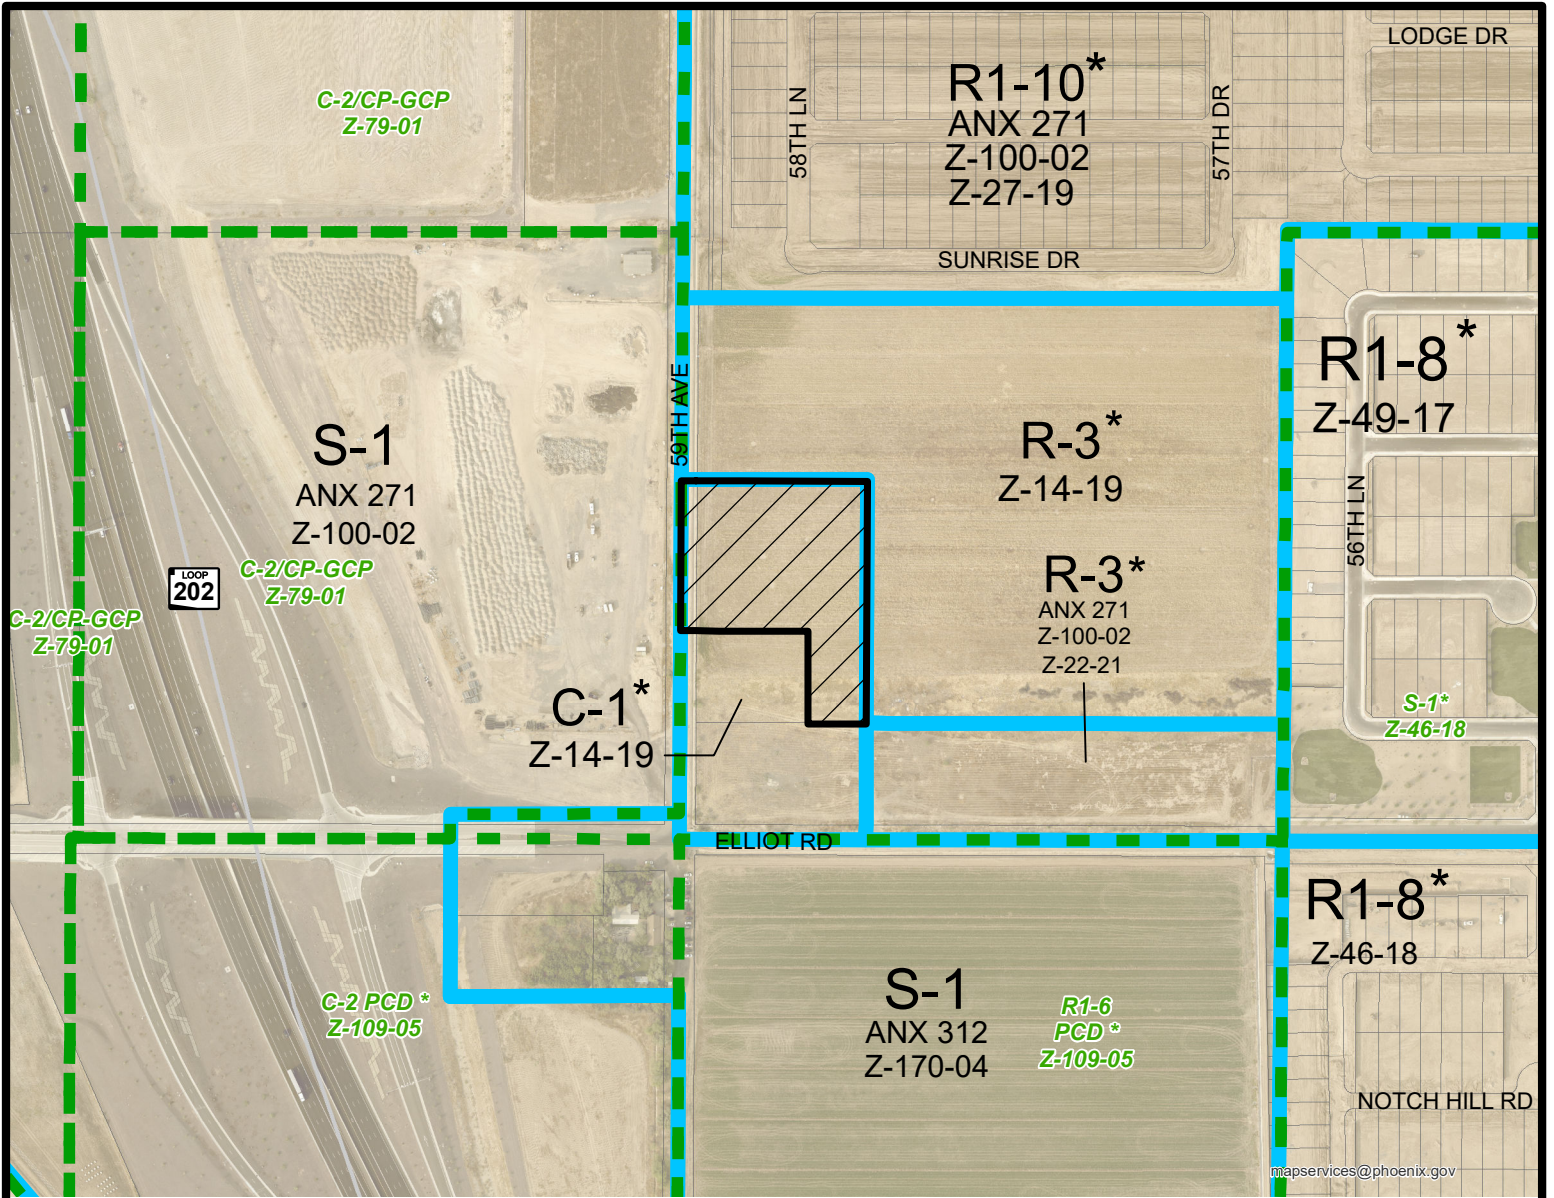 LODGE DR
R1-10*
ANX 271
Z-100-02
Z-27-19
C-2/CP-GCP
Z-79-01
58TH LN
57TH DR
SUNRISE DR
R1-8*
Z-49-17
59TH AVE
S-1
ANX 271
Z-100-02
R-3*
Z-14-19
56TH LN
C-2/CP-GCP
Z-79-01
LOOP
202
C-2/CP-GCP
Z-79-01
R-3*
ANX 271
Z-100-02
Z-22-21
C-1*
Z-14-19
S-1*
Z-46-18
ELLIOT RD
R1-8*
Z-46-18
S-1
ANX 312
Z-170-04
R1-6
PCD *
Z-109-05
C-2 PCD *
Z-109-05
NOTCH HILL RD
mapservices@phoenix.gov